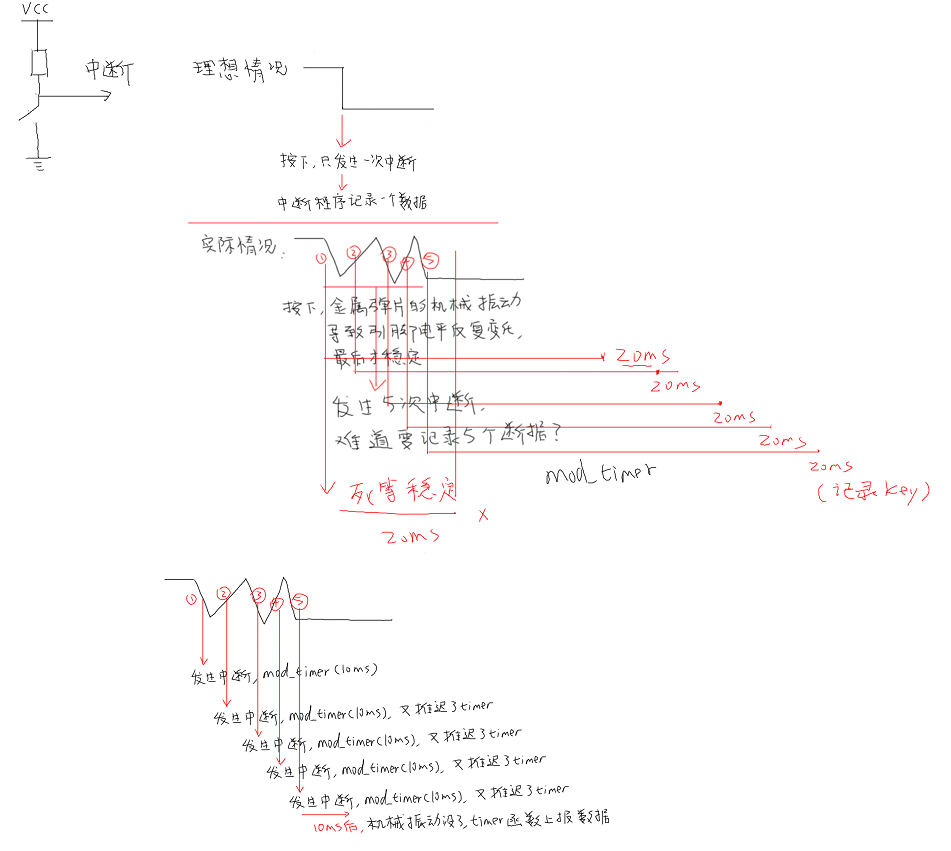 VCC
中断
理想情况
按下,只发生一次中断
中断程序记录一个数据
实际情况:
① ② ③ ④ ⑤
按下,金属弹片的机械振动
导致引脚电平反复变化,
最后才稳定
20ms
20ms
发生5次中断,
20ms
难道要记录5个断据?
20ms
mod_timer
20ms
(记录key)
死等稳定
20ms
x
① ② ③ ④ ⑤
发生中断, mod_timer(10ms)
发生中断, mod_timer(10ms), 又推迟了timer
发生中断, mod_timer(10ms), 又推迟了timer
发生中断, mod_timer(10ms), 又推迟了timer
发生中断, mod_timer(10ms), 又推迟了timer
10ms后, 机械振动没了, timer函数上报数据